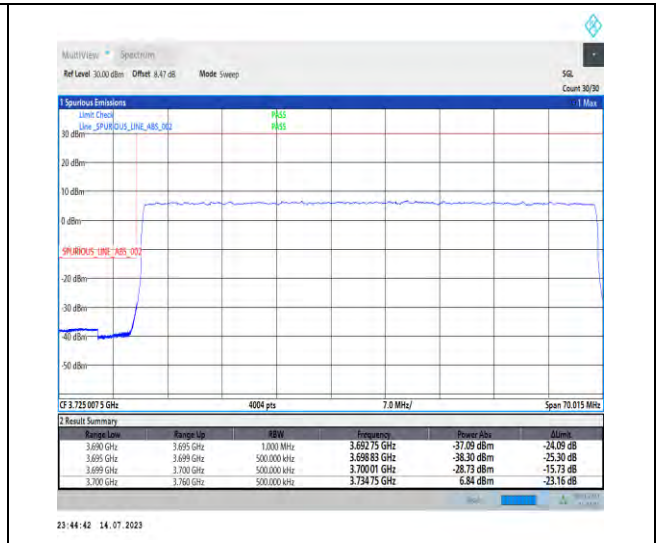 MultiView Spectrum
Ref Level 30.00 dBm Offset 8.47 dB Mode Sweep SGL
Count 30/30
1 Spurious Emissions 1 Max
Limit Check PASS
Line _SPURIOUS_LINE_ABS_002 PASS
30 dBm
20 dBm
10 dBm
0 dBm
SPURIOUS_LINE_ABS_002
-20 dBm
-30 dBm
-40 dBm
-50 dBm
CF 3.725 007 5 GHz 4004 pts 7.0 MHz/ Span 70.015 MHz
2 Result Summary
Range Low Range Up RBW Frequency Power Abs ΔLimit
3.690 GHz 3.695 GHz 1.000 MHz 3.692 75 GHz -37.09 dBm -24.09 dB
3.695 GHz 3.699 GHz 500.000 kHz 3.698 83 GHz -38.30 dBm -25.30 dB
3.699 GHz 3.700 GHz 500.000 kHz 3.700 01 GHz -28.73 dBm -15.73 dB
3.700 GHz 3.760 GHz 500.000 kHz 3.734 75 GHz 6.84 dBm -23.16 dB
23:44:42 14.07.2023